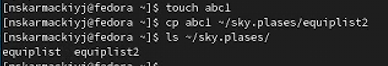 [nskarmackiyj@fedora ~]$ touch abc1
[nskarmackiyj@fedora ~]$ cp abc1 ~/sky.plases/equiplist2
[nskarmackiyj@fedora ~]$ ls ~/sky.plases/
equiplist  equiplist2